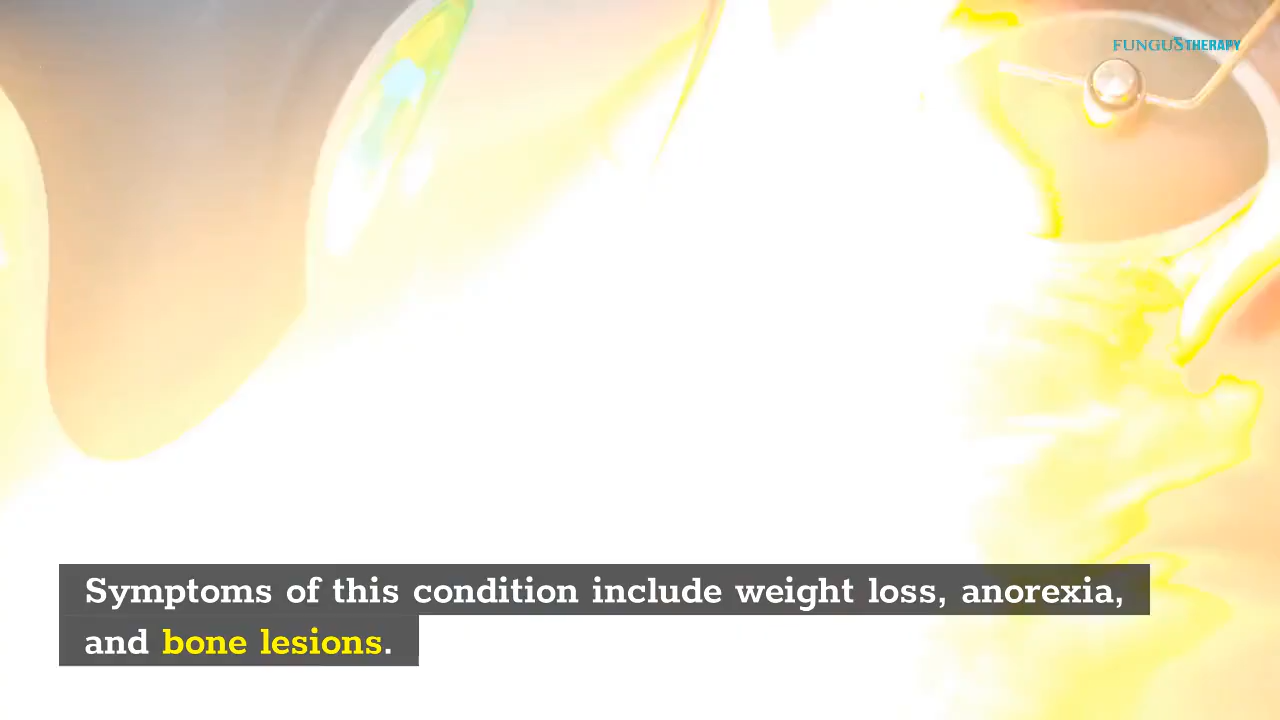 FUNGUSTHERAPY
Symptoms of this condition include weight loss, anorexia,
and bone lesions.